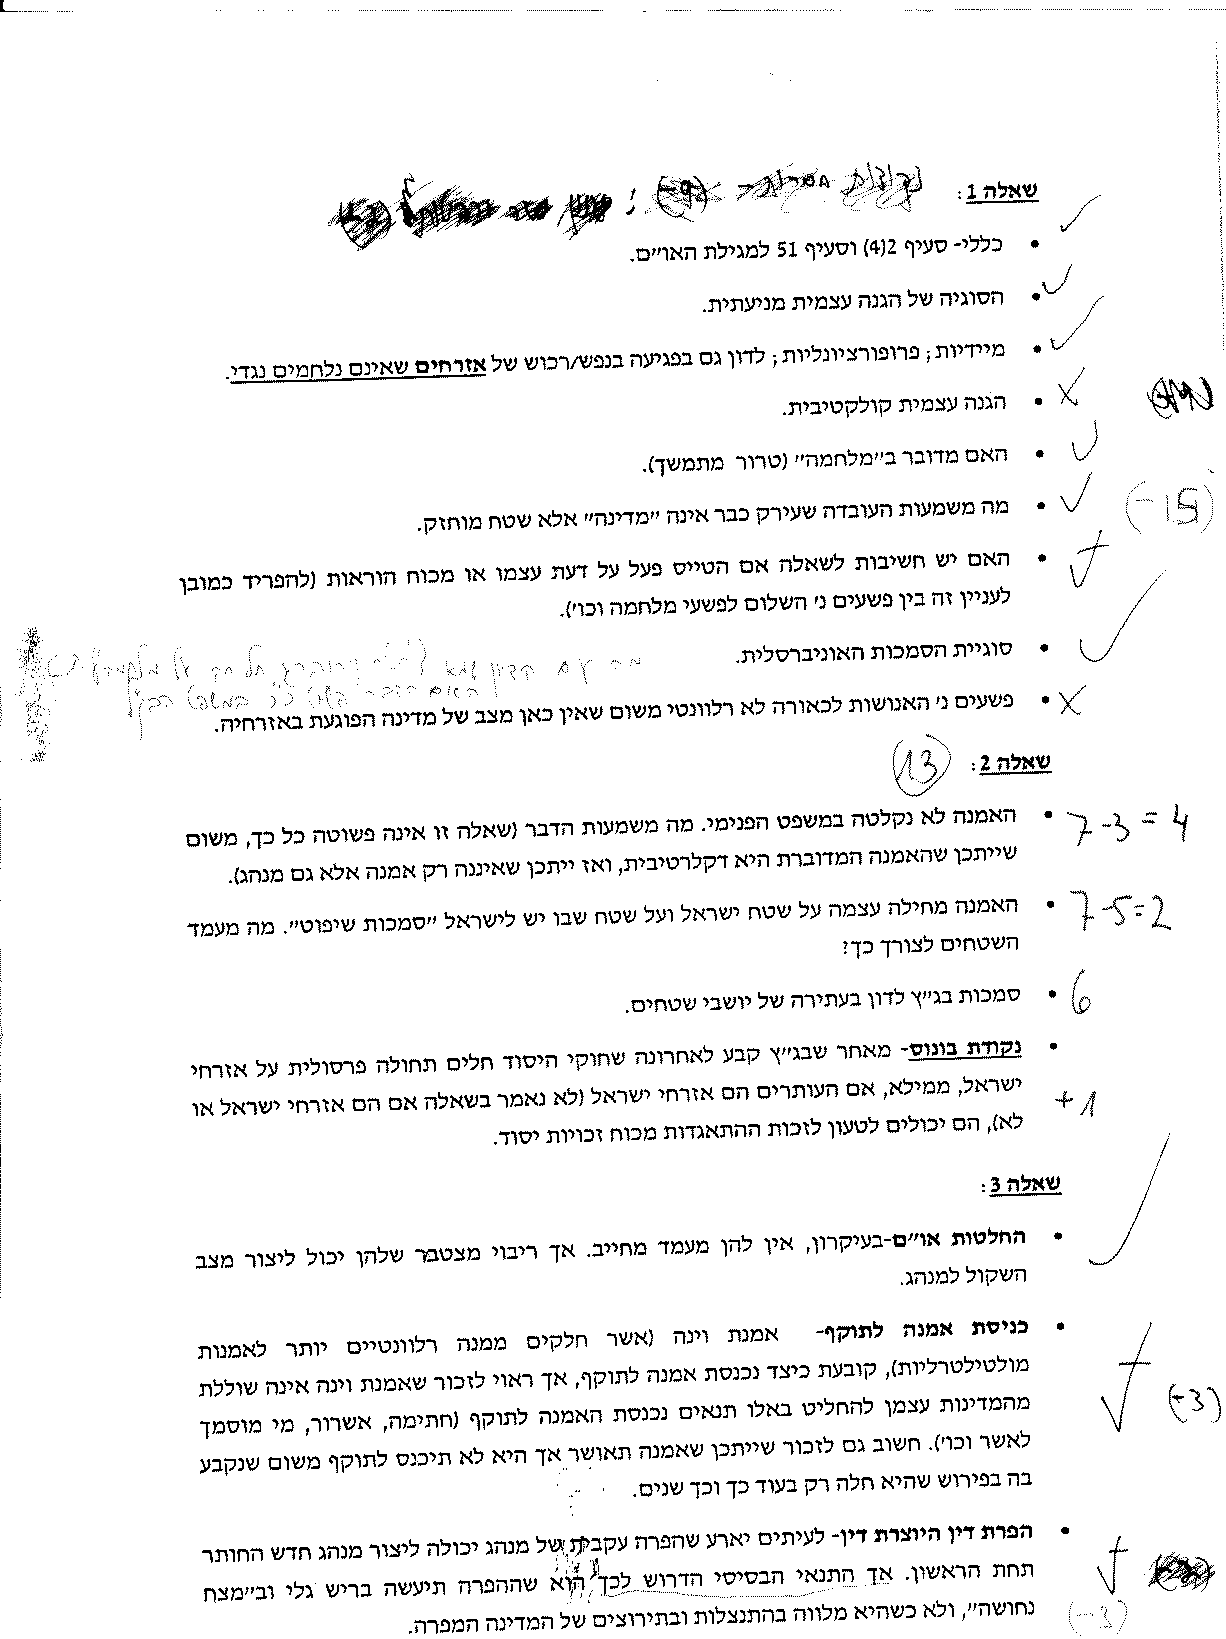 שאלה 1:
נקודות חסרות-
כללי- סעיף 2(4) וסעיף 51 למגילת האו״ם.
הסוגיה של הגנה עצמית מניעתית.
מיידיות; פרופורציונליות; לדון גם בפגיעה בנפש/רכוש של אזרחים שאינם נלחמים נגדי.
הגנה עצמית קולקטיבית.
האם מדובר ב״מלחמה״ (טרור מתמשך).
מה משמעות העובדה שעירק כבר אינה ״מדינה״ אלא שטח מוחזק.
(-15)
האם יש חשיבות לשאלה אם הטייס פעל על דעת עצמו או מכוח הוראות (להפריד כמובן
לעניין זה בין פשעים נ׳ השלום לפשעי מלחמה וכו׳).
סוגיית הסמכות האוניברסלית.
מה עם הדין
האם הדבר
פשעים נ׳ האנושות לכאורה לא רלוונטי משום שאין כאן מצב של מדינה הפוגעת באזרחיה.
שאלה 2:
13
האמנה לא נקלטה במשפט הפנימי. מה משמעות הדבר (שאלה זו אינה פשוטה כל כך, משום
7-3=4
שייתכן שהאמנה המדוברת היא דקלרטיבית, ואז ייתכן שאיננה רק אמנה אלא גם מנהג).
האמנה מחילה עצמה על שטח ישראל ועל שטח שבו יש לישראל ״סמכות שיפוט״. מה מעמד
7-5=2
השטחים לצורך כך?
סמכות בג״ץ לדון בעתירה של יושבי שטחים.
6
נקודת בונוס- מאחר שבג״ץ קבע לאחרונה שחוקי היסוד חלים תחולה פרסולית על אזרחי
ישראל, ממילא, אם העותרים הם אזרחי ישראל (לא נאמר בשאלה אם הם אזרחי ישראל או
+1
לא), הם יכולים לטעון לזכות ההתאגדות מכוח זכויות יסוד.
שאלה 3:
החלטות או״ם-בעיקרון, אין להן מעמד מחייב. אך ריבוי מצטבר שלהן יכול ליצור מצב
השקול למנהג.
כניסת אמנה לתוקף- אמנת וינה (אשר חלקים ממנה רלוונטיים יותר לאמנות
מולטילטרליות), קובעת כיצד נכנסת אמנה לתוקף, אך ראוי לזכור שאמנת וינה אינה שוללת
מהמדינות עצמן להחליט באלו תנאים נכנסת האמנה לתוקף (חתימה, אשרור, מי מוסמך
(-3)
לאשר וכו׳). חשוב גם לזכור שייתכן שאמנה תאושר אך היא לא תיכנס לתוקף משום שנקבע
בה בפירוש שהיא חלה רק בעוד כך וכך שנים.
הפרת דין היוצרת דין- לעיתים יארע שהפרה עקבית של מנהג יכולה ליצור מנהג חדש החותר
תחת הראשון. אך התנאי הבסיסי הדרוש לכך הוא שההפרה תיעשה בריש גלי וב״מצח
נחושה״, ולא כשהיא מלווה בהתנצלות ובתירוצים של המדינה המפרה.
(-3)